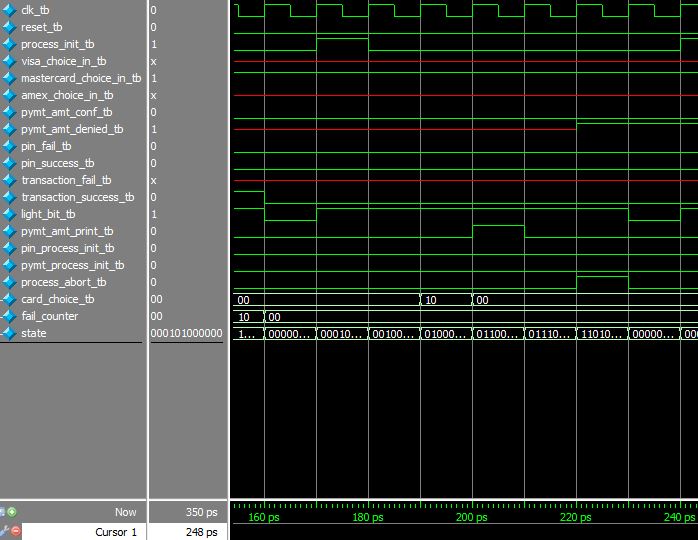 clk_tb 0
reset_tb 0
process_init_tb 1
visa_choice_in_tb x
mastercard_choice_in_tb 1
amex_choice_in_tb x
pymt_amt_conf_tb 0
pymt_amt_denied_tb 1
pin_fail_tb 0
pin_success_tb 0
transaction_fail_tb x
transaction_success_tb 0
light_bit_tb 1
pymt_amt_print_tb 0
pin_process_init_tb 0
pymt_process_init_tb 0
process_abort_tb 0
card_choice_tb 00 00 10 00
fail_counter 00 10 00
state 000101000000 1... 00000... 00010... 00100... 01000... 01100... 01110... 11010... 00000... 000
Now 350 ps 160 ps 180 ps 200 ps 220 ps 240 ps
Cursor 1 248 ps